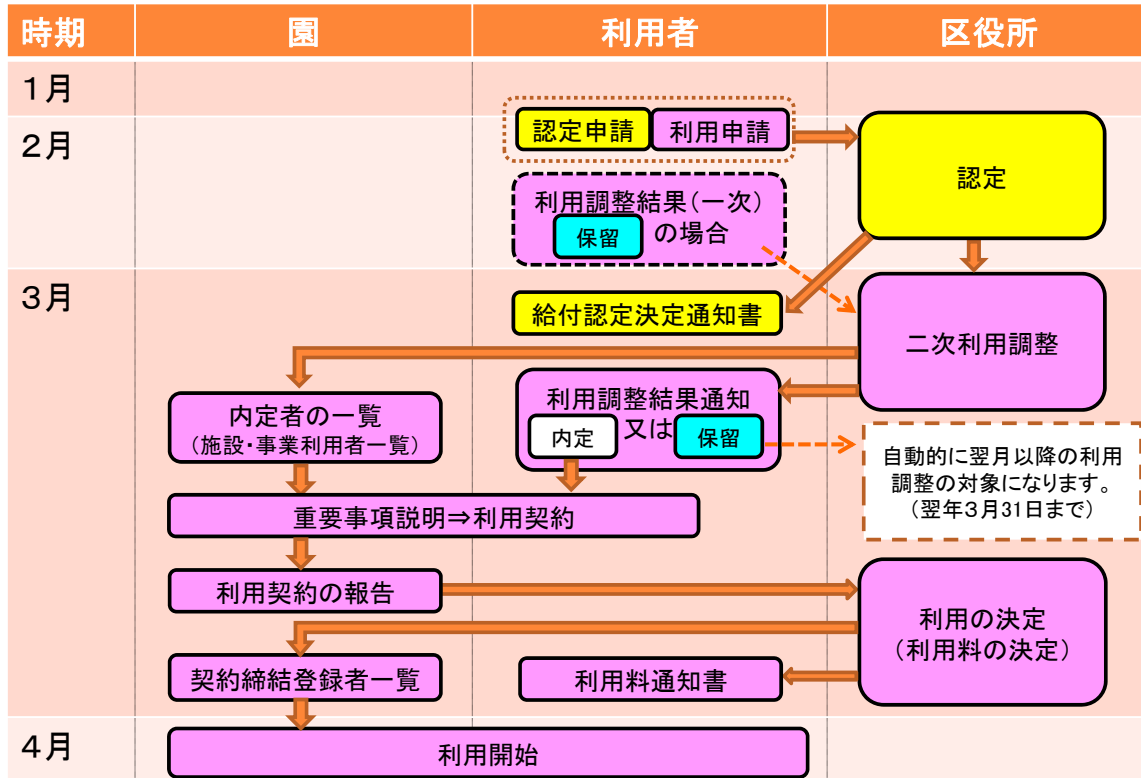 時期
園
利用者
区役所
1月
2月
認定申請
利用申請
認定
利用調整結果(一次)
保留
の場合
3月
給付認定決定通知書
二次利用調整
内定者の一覧
(施設・事業利用者一覧)
利用調整結果通知
内定
又は
保留
自動的に翌月以降の利用
調整の対象になります。
(翌年3月31日まで)
重要事項説明⇒利用契約
利用契約の報告
利用の決定
(利用料の決定)
契約締結登録者一覧
利用料通知書
4月
利用開始